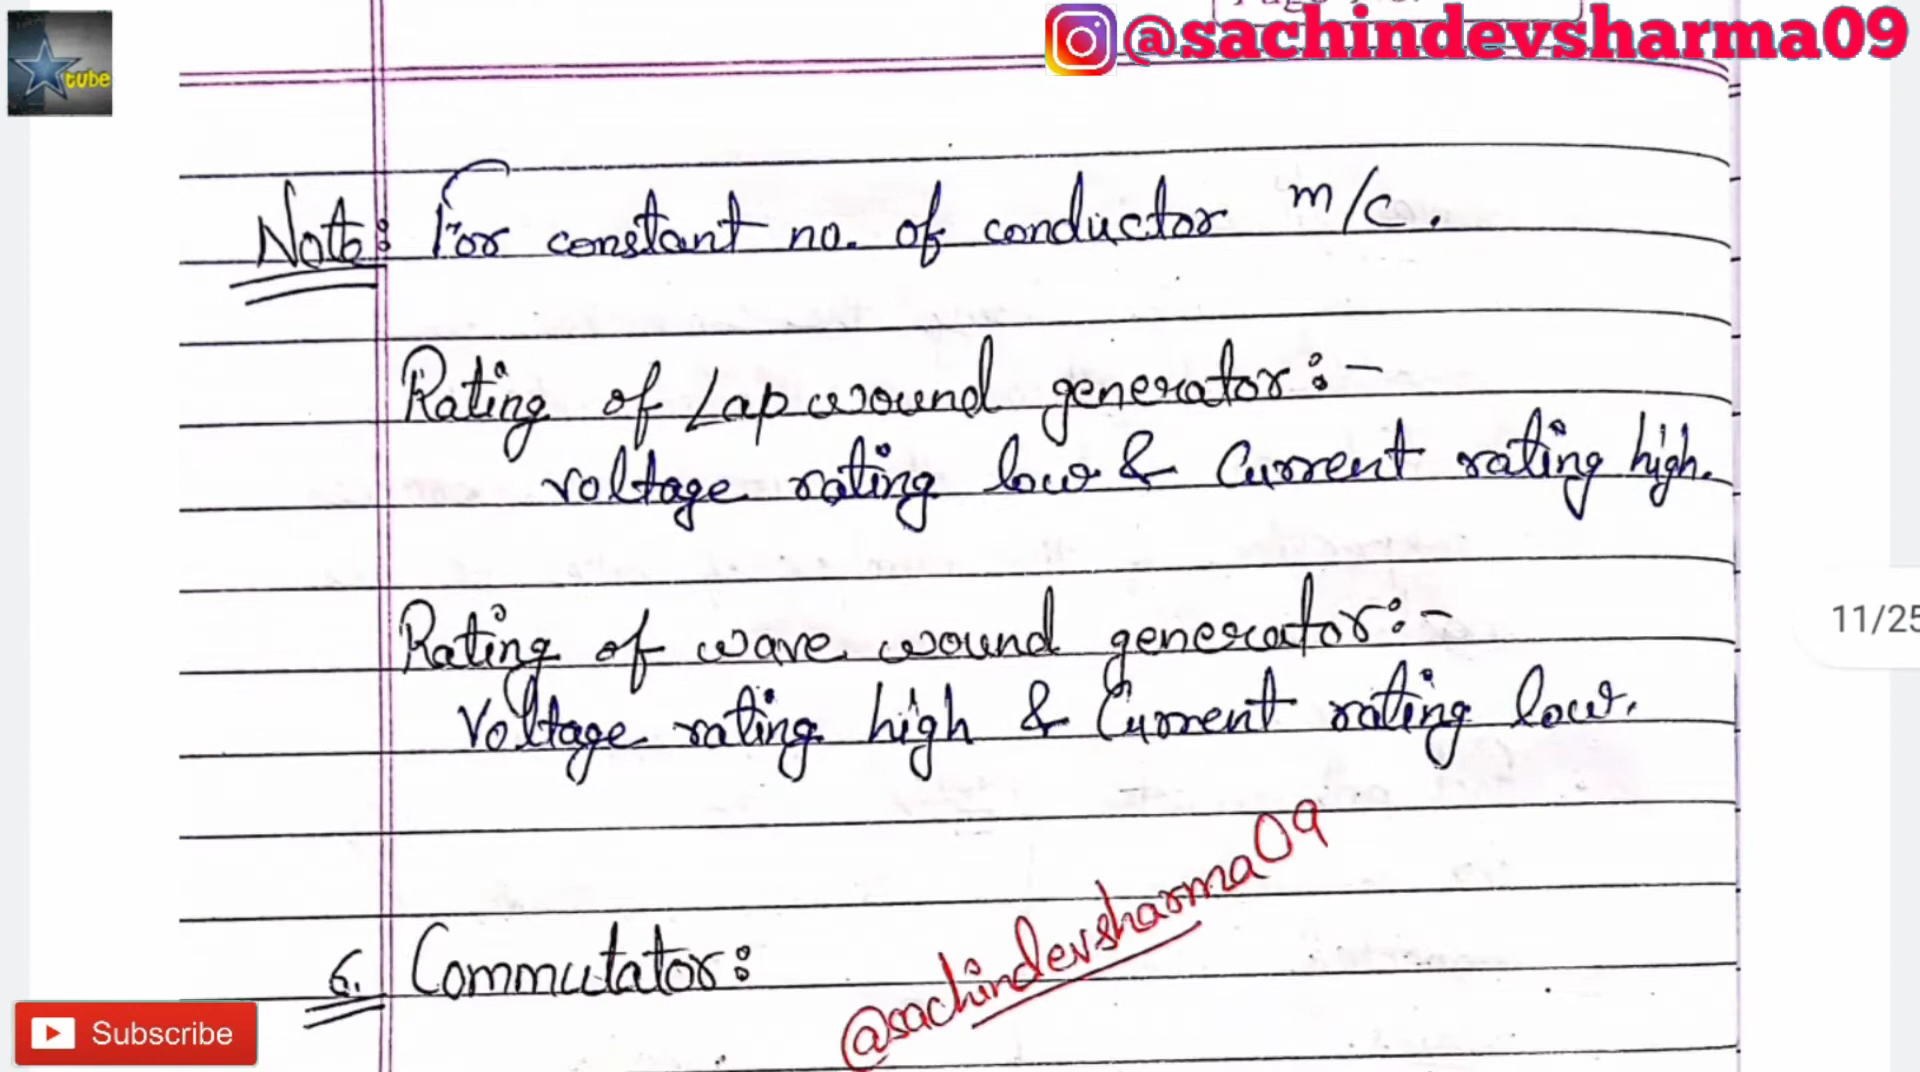 @sachindevsharma09
tube
Note: For constant no. of conductor m/c.
Rating of Lap wound generator:-
voltage rating low & Current rating high.
Rating of wave wound generator:-
Voltage rating high & Current rating low.
11/25
6. Commutator:
@sachindevsharma09
Subscribe